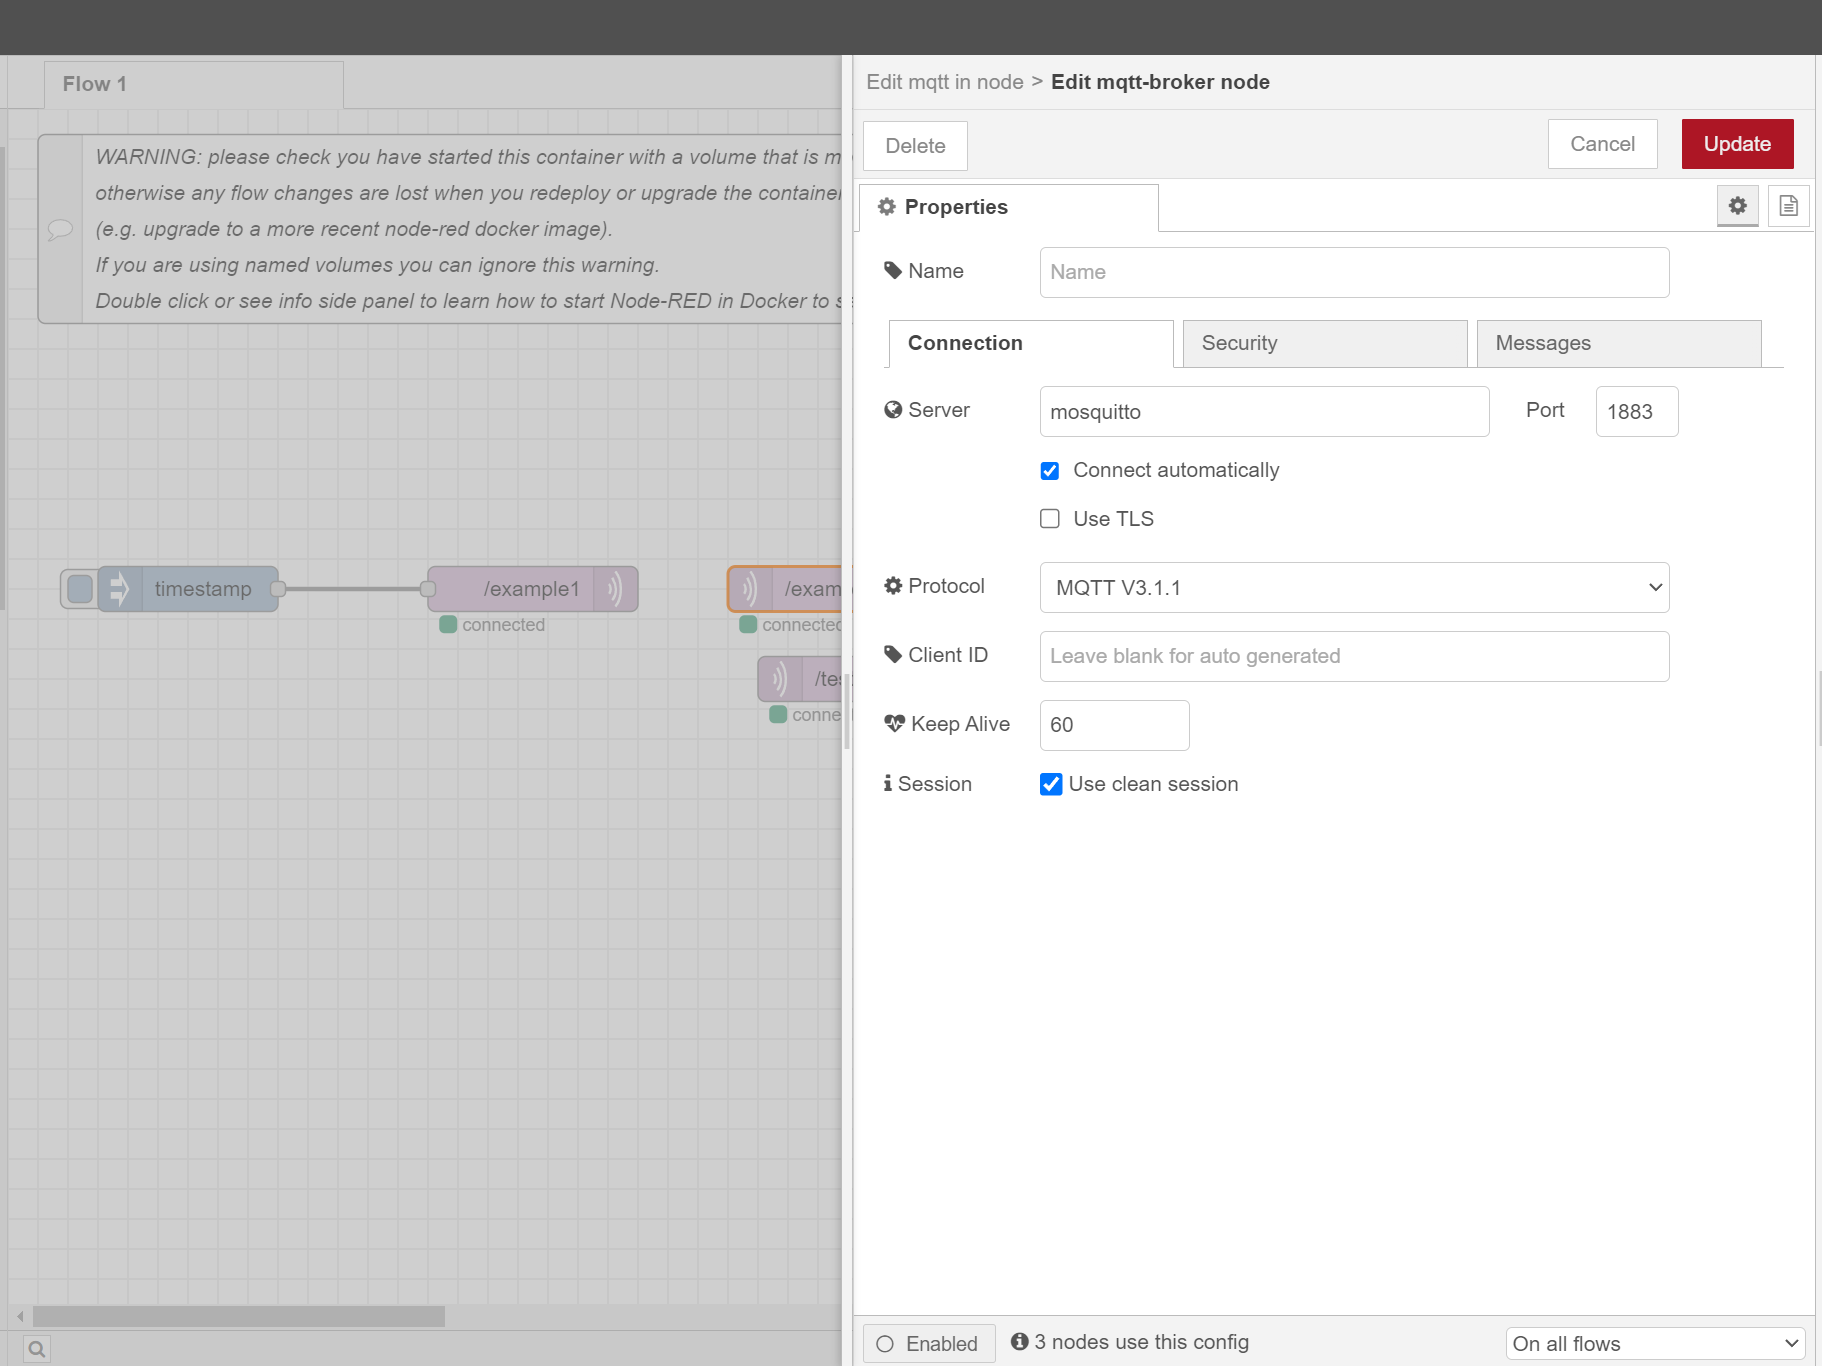 Flow 1
WARNING: please check you have started this container with a volume that is m
otherwise any flow changes are lost when you redeploy or upgrade the container
(e.g. upgrade to a more recent node-red docker image).
If you are using named volumes you can ignore this warning.
Double click or see info side panel to learn how to start Node-RED in Docker to s
timestamp
/example1
connected
/exam
connected
/tes
conne
Edit mqtt in node > Edit mqtt-broker node
Delete
Cancel
Update
Properties
Name
Name
Connection
Security
Messages
Server
mosquitto
Port
1883
Connect automatically
Use TLS
Protocol
MQTT V3.1.1
Client ID
Leave blank for auto generated
Keep Alive
60
Session
Use clean session
Enabled
3 nodes use this config
On all flows